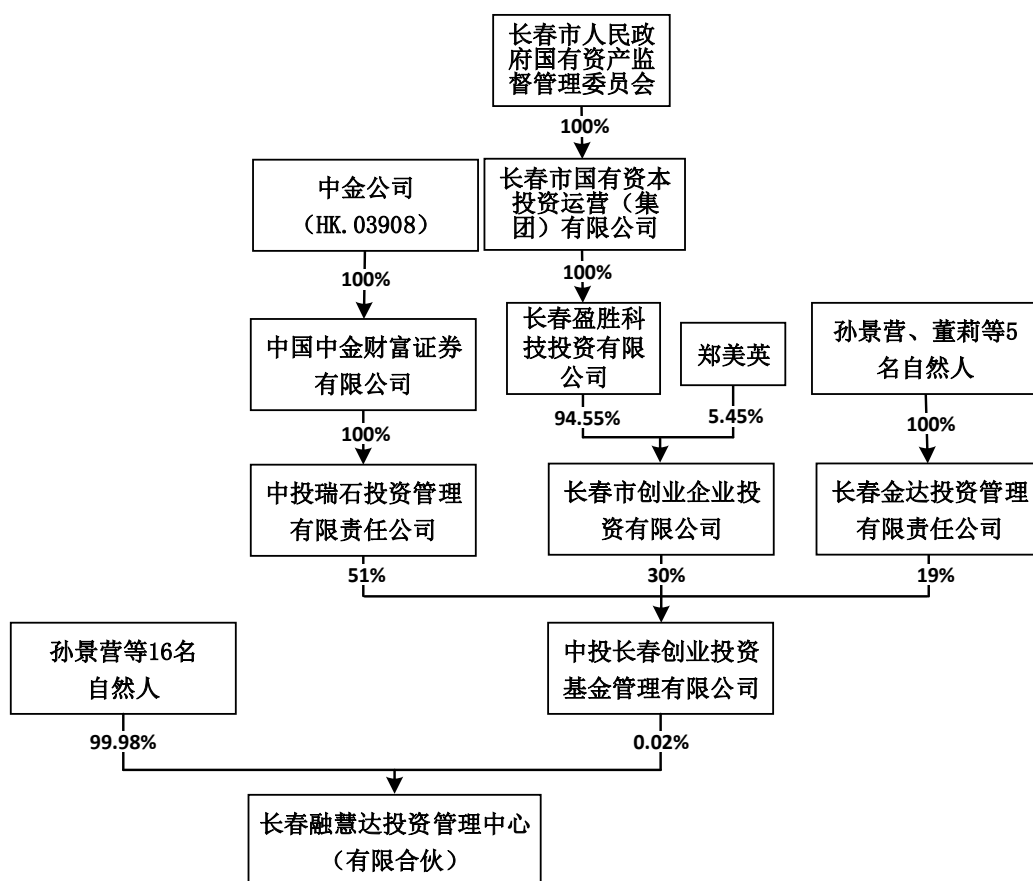 长春市人民政
府国有资产监
督管理委员会
100%
中金公司
（HK.03908）
长春市国有资本
投资运营（集
团）有限公司
100%
100%
中国中金财富证券
有限公司
长春盈胜科
技投资有限
公司
郑美英
孙景营、董莉等5
名自然人
100%
94.55%
5.45%
100%
中投瑞石投资管理
有限责任公司
长春市创业企业投
资有限公司
长春金达投资管理
有限责任公司
51%
30%
19%
孙景营等16名
自然人
中投长春创业投资
基金管理有限公司
99.98%
0.02%
长春融慧达投资管理中心
（有限合伙）